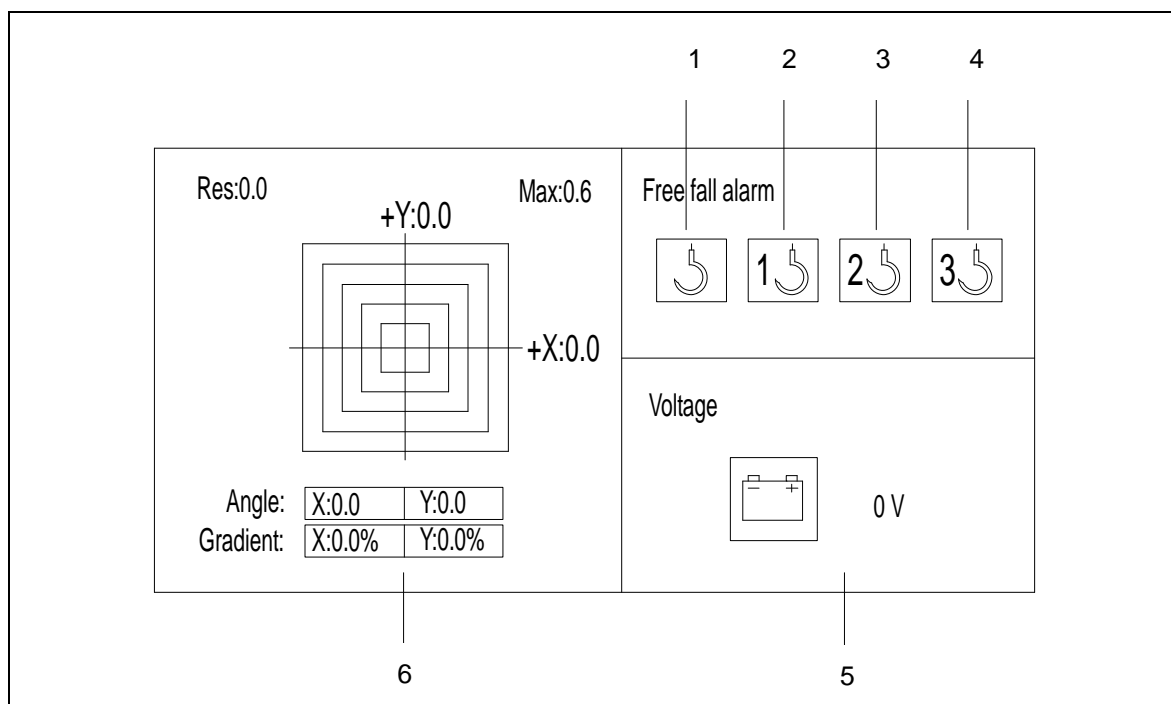 1 2 3 4
Res:0.0
Max:0.6
+Y:0.0
+X:0.0
Angle: X:0.0 Y:0.0
Gradient: X:0.0% Y:0.0%
Free fall alarm
1 2 3
Voltage
- +
0 V
6
5